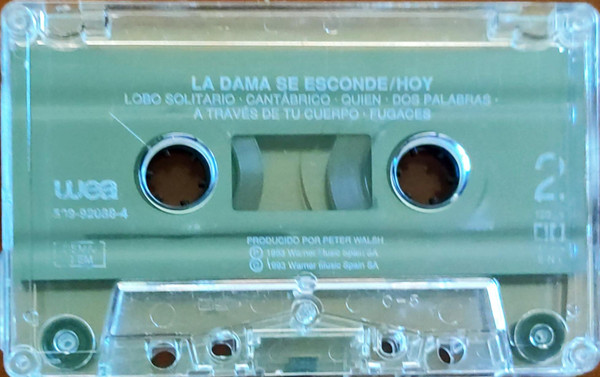 LA DAMA SE ESCONDE/HOY
LOBO SOLITARIO · CANTÁBRICO · QUIEN · DOS PALABRAS ·
A TRAVÉS DE TU CUERPO · FUGACES
wea
2
PRODUCIDO POR PETER WALSH
Ⓟ 1993 Warner Music Spain SA
© 1993 Warner Music Spain SA